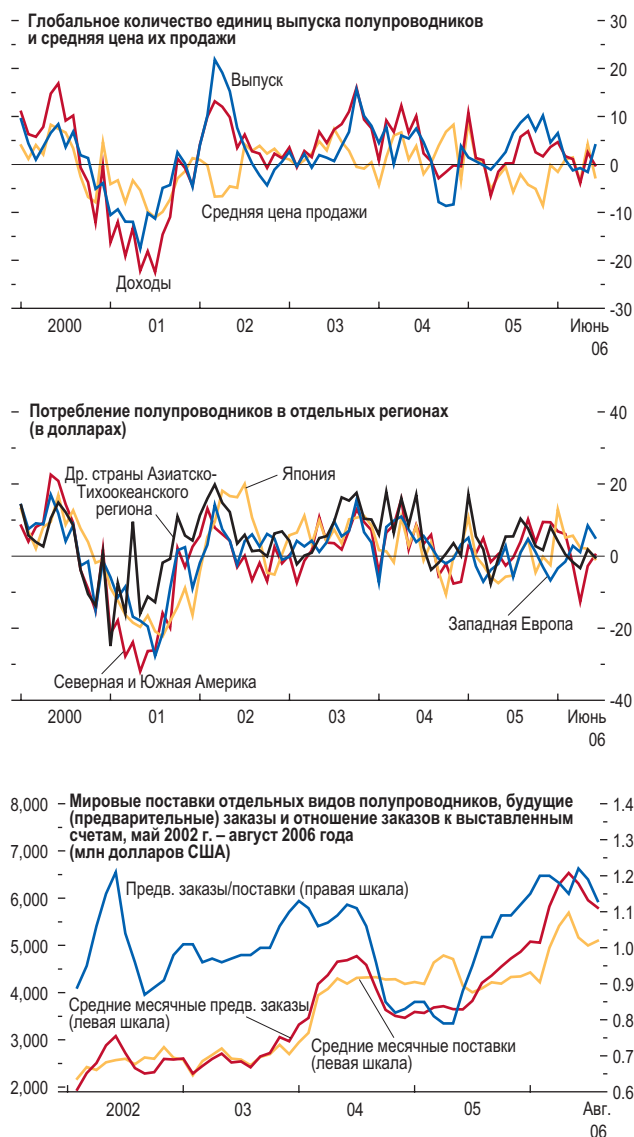 Глобальное количество единиц выпуска полупроводников
и средняя цена их продажи
30
20
10
0
-10
-20
-30
Выпуск
Средняя цена продажи
Доходы
2000 01 02 03 04 05 Июнь
06
Потребление полупроводников в отдельных регионах
(в долларах)
40
20
0
-20
-40
Др. страны Азиатско-
Тихоокеанского
региона
Япония
Западная Европа
Северная и Южная Америка
2000 01 02 03 04 05 Июнь
06
Мировые поставки отдельных видов полупроводников, будущие
(предварительные) заказы и отношение заказов к выставленным
счетам, май 2002 г. – август 2006 года
(млн долларов США)
8,000
7,000
6,000
5,000
4,000
3,000
2,000
1.4
1.3
1.2
1.1
1.0
0.9
0.8
0.7
0.6
Предв. заказы/поставки (правая шкала)
Средние месячные предв. заказы
(левая шкала)
Средние месячные поставки
(левая шкала)
2002 03 04 05 Авг.
06